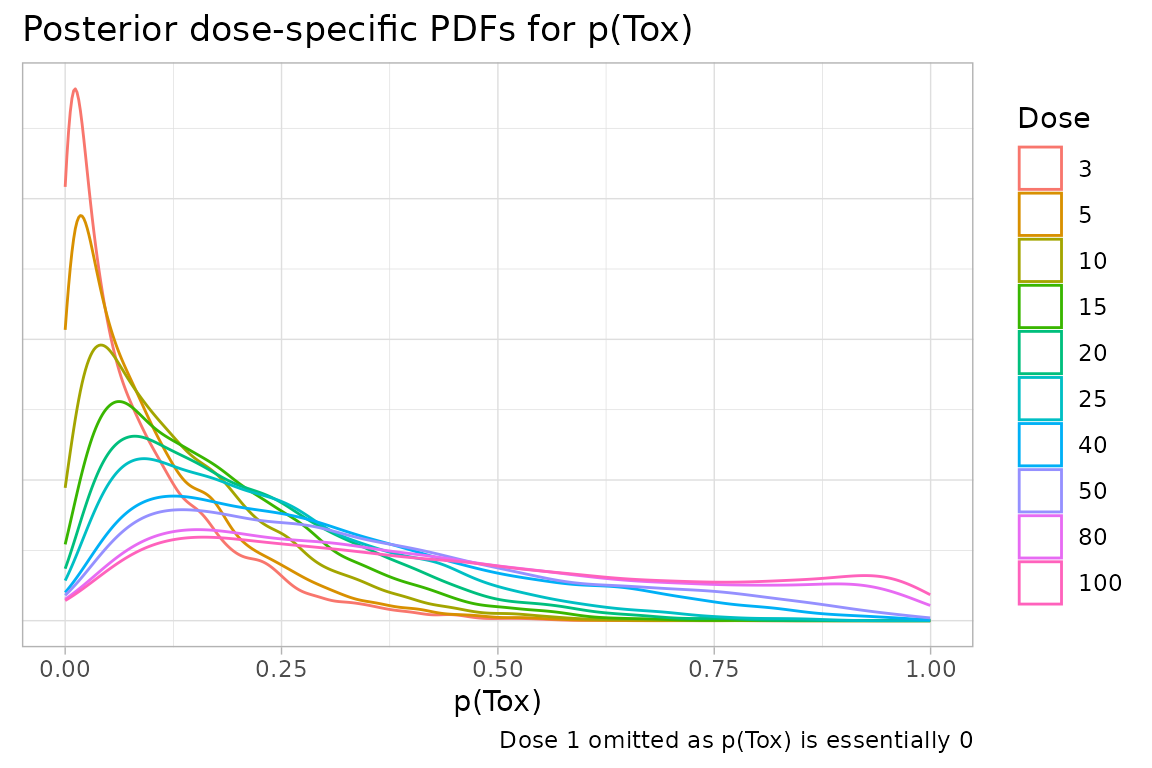 Posterior dose-specific PDFs for p(Tox)
Dose
3
5
10
15
20
25
40
50
80
100
0.00 0.25 0.50 0.75 1.00
p(Tox)
Dose 1 omitted as p(Tox) is essentially 0